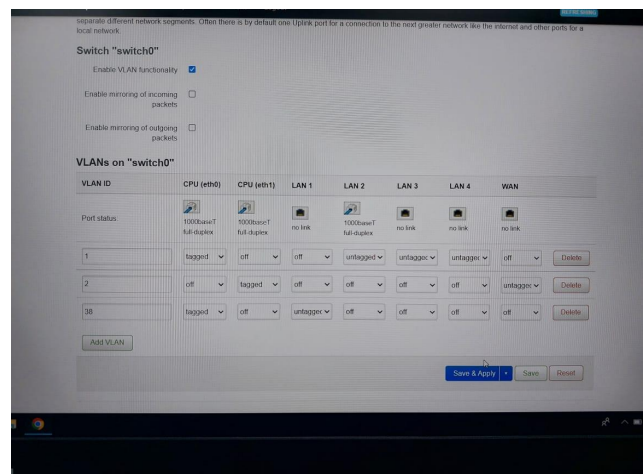 separate different network segments. Often there is by default one Uplink port for a connection to the next greater network like the internet and other ports for a
local network.
Switch "switch0"
Enable VLAN functionality
Enable mirroring of incoming
packets
Enable mirroring of outgoing
packets
VLANs on "switch0"
VLAN ID CPU (eth0) CPU (eth1) LAN 1 LAN 2 LAN 3 LAN 4 WAN
Port status: 1000baseT 1000baseT no link 1000baseT no link no link no link
full-duplex full-duplex full-duplex
1 tagged off off untagged untagged untagged off Delete
2 off tagged off off off off untagged Delete
38 tagged off untagged off off off off Delete
Add VLAN
Save & Apply Save Reset